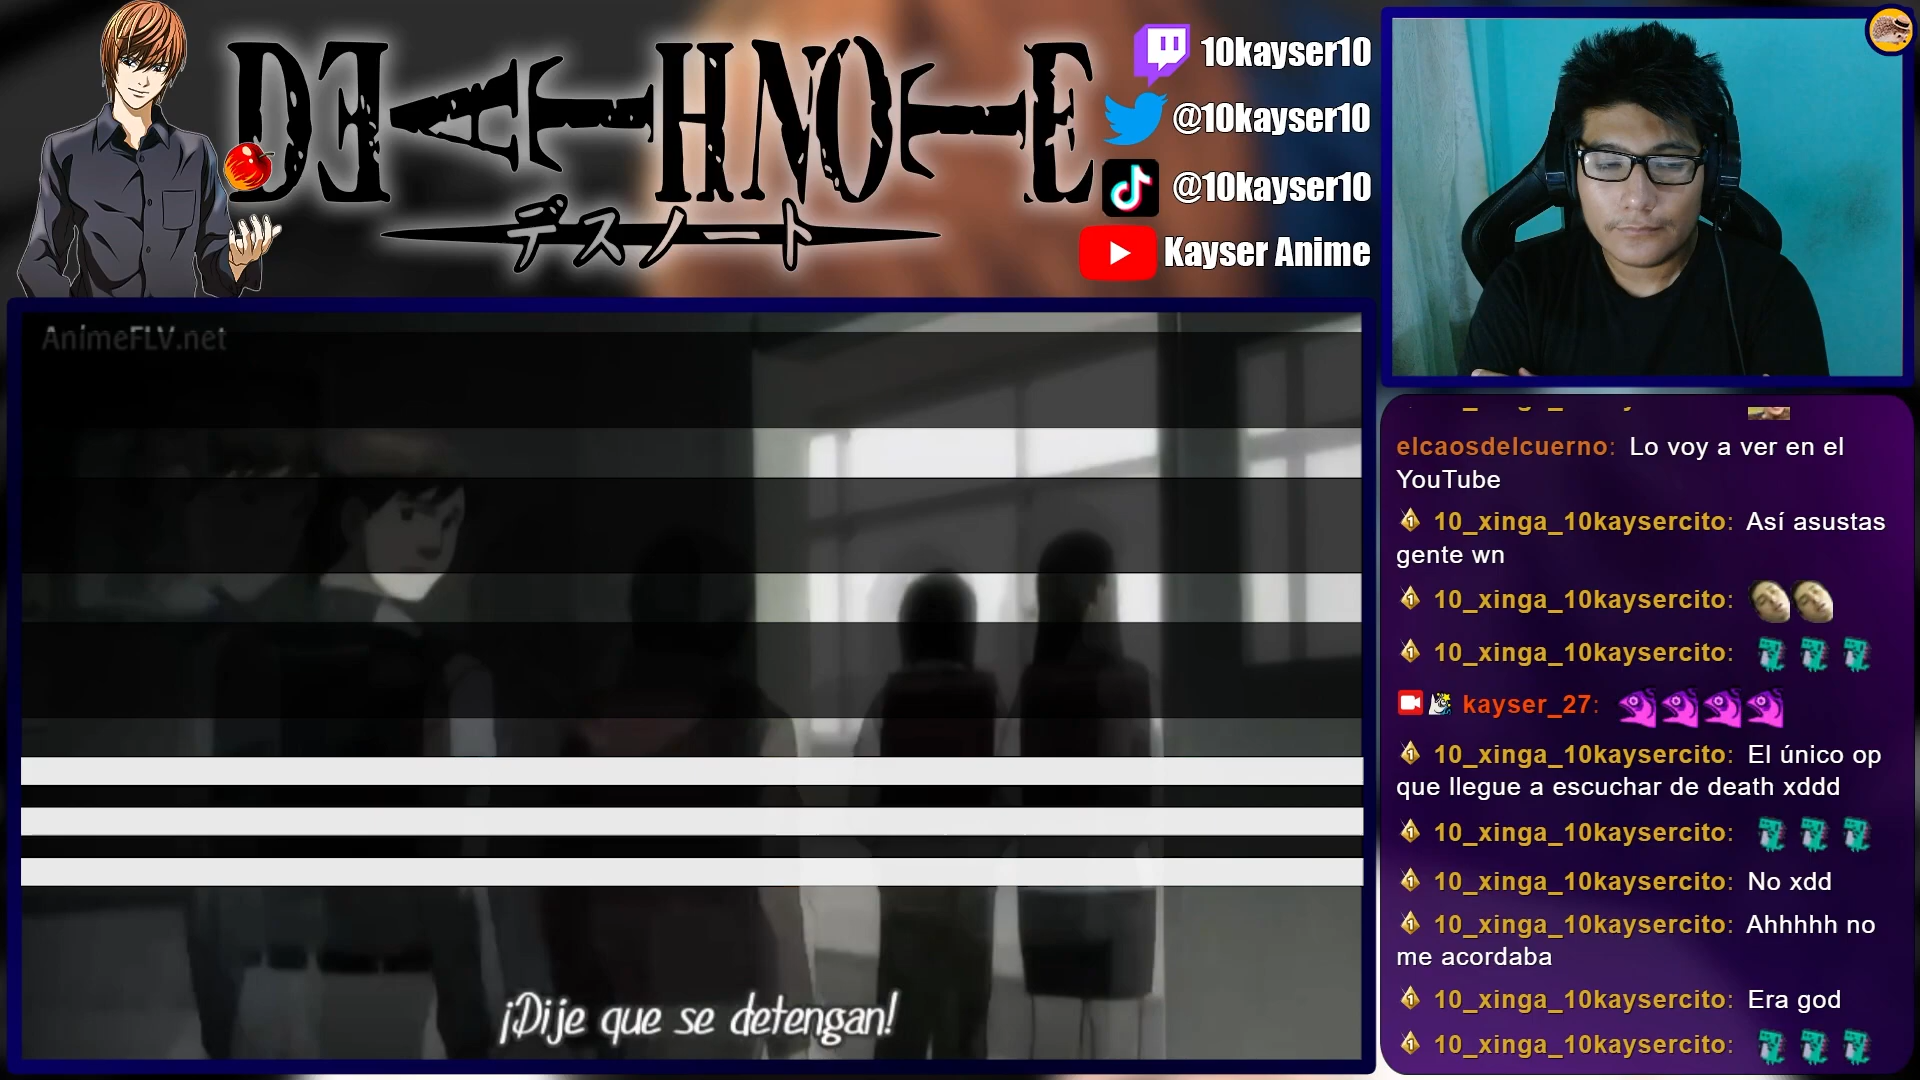 DEATH NOTE
デスノート
10kayser10
@10kayser10
@10kayser10
Kayser Anime
AnimeFLV.net
¡Dije que se detengan!
elcaosdelcuerno: Lo voy a ver en el
YouTube
10_xinga_10kaysercito: Así asustas
gente wn
10_xinga_10kaysercito:
10_xinga_10kaysercito:
kayser_27:
10_xinga_10kaysercito: El único op
que llegue a escuchar de death xddd
10_xinga_10kaysercito:
10_xinga_10kaysercito: No xdd
10_xinga_10kaysercito: Ahhhhh no
me acordaba
10_xinga_10kaysercito: Era god
10_xinga_10kaysercito: